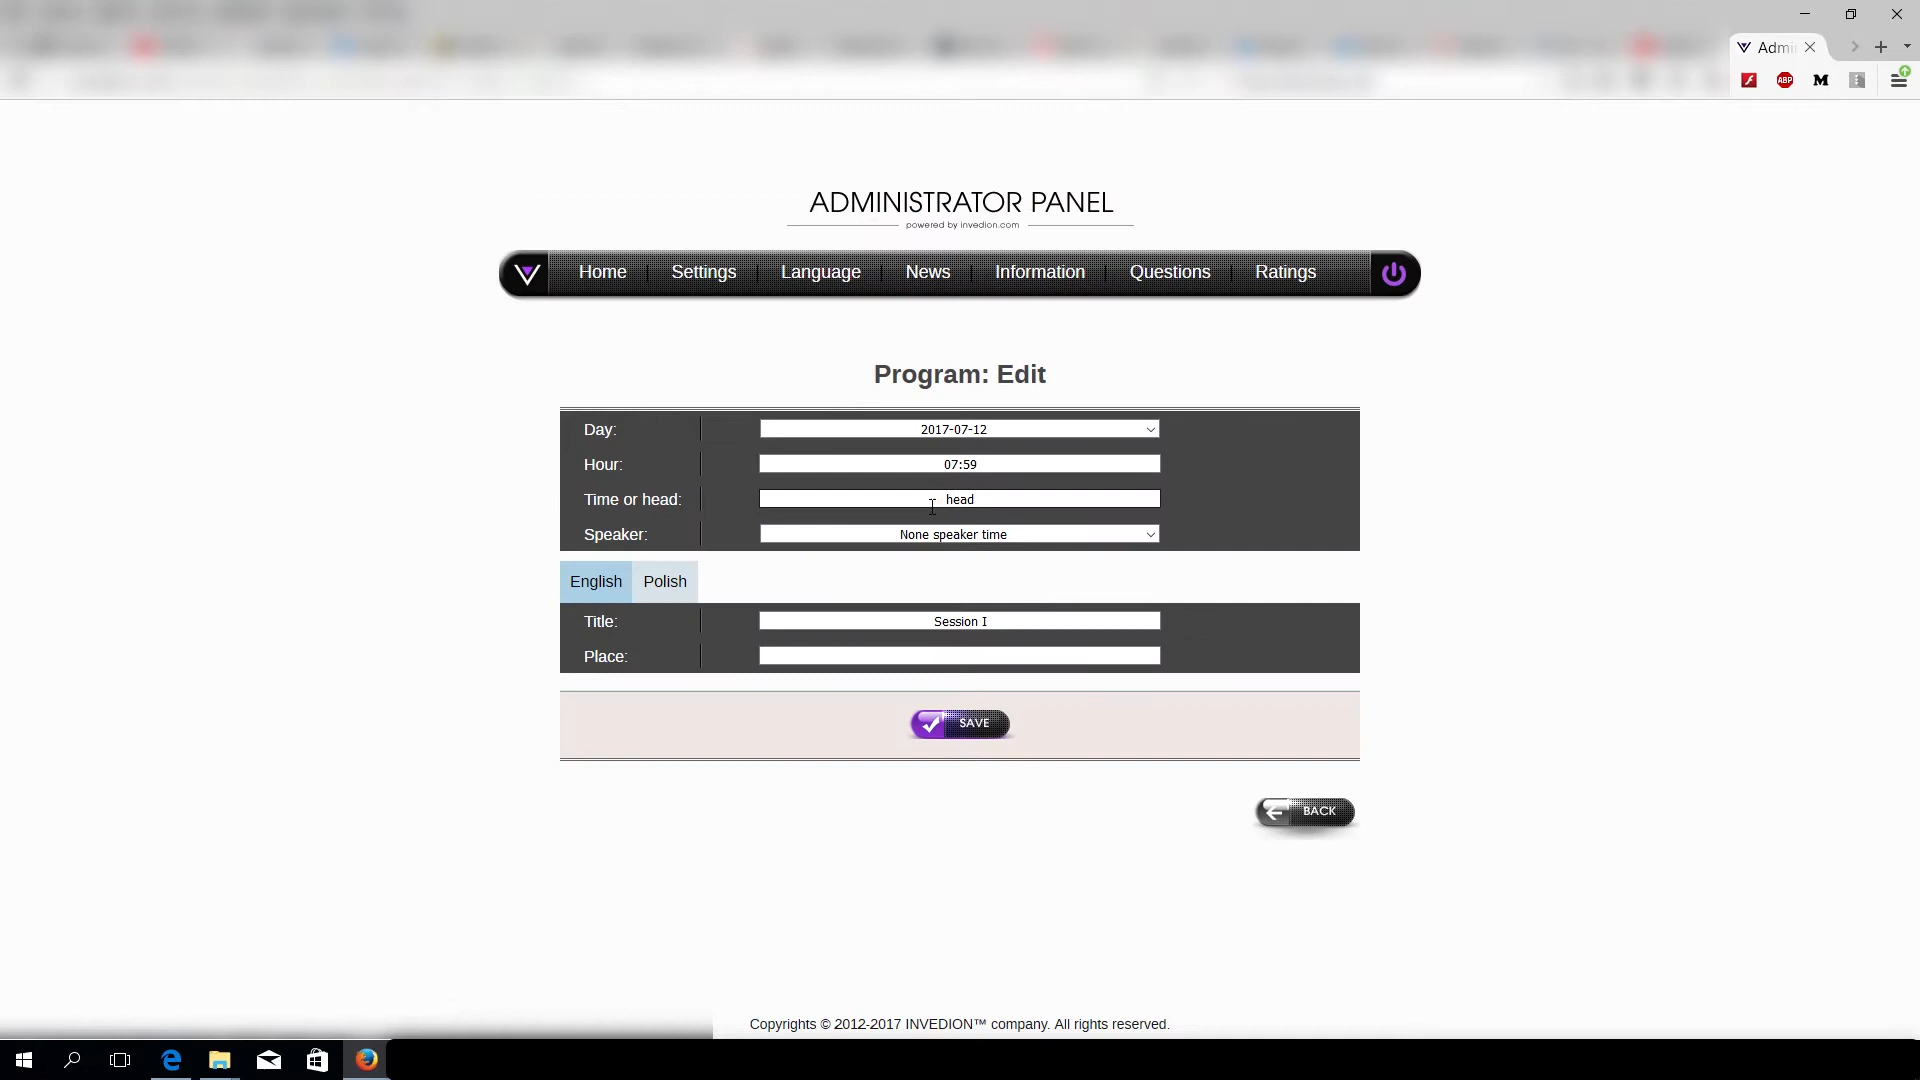 Admi
ABP
M
ADMINISTRATOR PANEL
powered by invedion.com
Home Settings Language News Information Questions Ratings
Program: Edit
Day: 2017-07-12
Hour: 07:59
Time or head: head
Speaker: None speaker time
English Polish
Title: Session I
Place:
SAVE
BACK
Copyrights © 2012-2017 INVEDION™ company. All rights reserved.